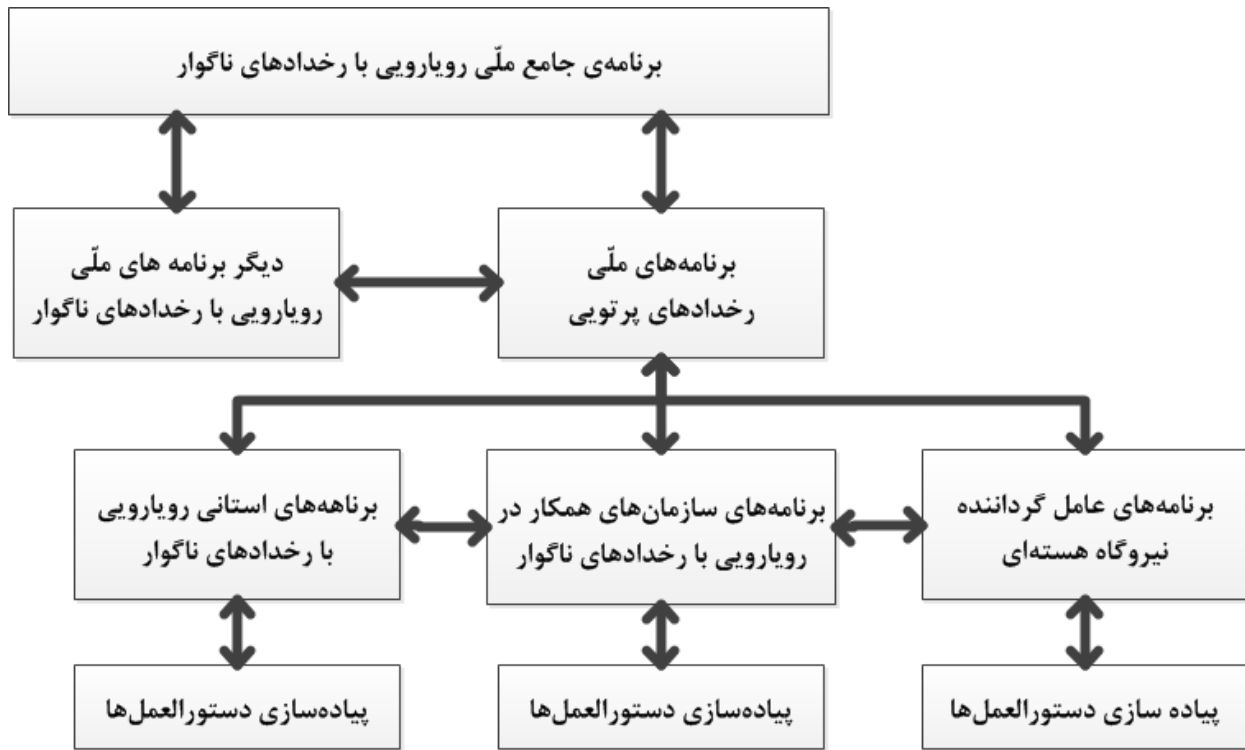 برنامه‌ی جامع ملّی رویارویی با رخدادهای ناگوار
برنامه‌های ملّی
رخدادهای پرتویی
دیگر برنامه های ملّی
رویارویی با رخدادهای ناگوار
برنامه‌های عامل گرداننده
نیروگاه هسته‌ای
برنامه‌های سازمان‌های همکار در
رویارویی با رخدادهای ناگوار
برناهه‌های استانی رویارویی
با رخدادهای ناگوار
پیاده سازی دستورالعمل‌ها
پیاده‌سازی دستورالعمل‌ها
پیاده‌سازی دستورالعمل‌ها